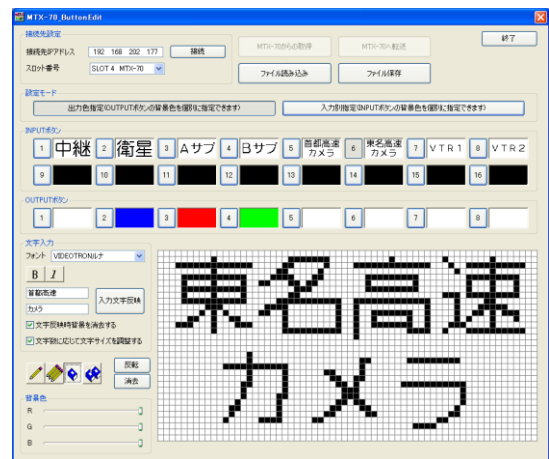 MTX-70_ButtonEdit
接続先設定
接続先IPアドレス 192 168 202 177 接続
スロット番号 SLOT 4 MTX-70
MTX-70からの取得 MTX-70へ転送 終了
ファイル読み込み ファイル保存
設定モード
出力色指定(OUTPUTボタンの背景色を個別に指定できます) 入力別指定(INPUTボタンの背景色を個別に指定できます)
INPUTボタン
1 中継 2 衛星 3 Aサブ 4 Bサブ 5 首都高速 カメラ 6 東名高速 カメラ 7 VTR1 8 VTR2
9 10 11 12 13 14 15 16
OUTPUTボタン
1 2 3 4 5 6 7 8
文字入力
フォント VIDEOTRONルナ
B I
首都高速
カメラ
入力文字反映
文字反映時背景を消去する
文字数に応じて文字サイズを調整する
反転
消去
背景色
R
G
B
東名高速
カメラ